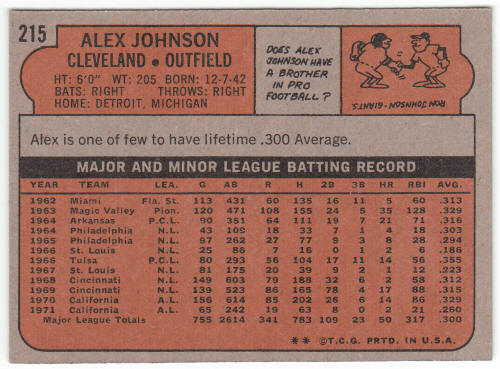 215
ALEX JOHNSON
CLEVELAND • OUTFIELD
HT: 6'0" WT: 205 BORN: 12-7-42
BATS: RIGHT THROWS: RIGHT
HOME: DETROIT, MICHIGAN
DOES ALEX
JOHNSON HAVE
A BROTHER
IN PRO
FOOTBALL?
RON JOHNSON-GIANTS.
Alex is one of few to have lifetime .300 Average.
MAJOR AND MINOR LEAGUE BATTING RECORD
YEAR TEAM LEA. G AB R H 2B 3B HR RBI AVG.
1962 Miami Fla. St. 113 431 60 135 16 11 5 60 .313
1963 Magic Valley Pion. 120 471 108 155 24 5 35 128 .329
1964 Arkansas P.C.L. 90 351 64 111 19 7 21 71 .316
1964 Philadelphia N.L. 43 109 18 33 7 1 4 18 .303
1965 Philadelphia N.L. 97 262 27 77 9 3 8 28 .294
1966 St. Louis N.L. 25 86 7 16 0 1 2 6 .186
1966 Tulsa P.C.L. 80 293 56 104 17 11 14 56 .355
1967 St. Louis N.L. 81 175 20 39 9 2 1 12 .223
1968 Cincinnati N.L. 149 603 79 188 32 6 2 58 .312
1969 Cincinnati N.L. 139 523 86 165 18 4 17 88 .315
1970 California A.L. 156 614 85 202 26 6 14 86 .329
1971 California A.L. 65 242 19 63 8 0 2 21 .260
Major League Totals 755 2614 341 783 109 23 50 317 .300
** ©T.C.G. PRTD. IN U.S.A.